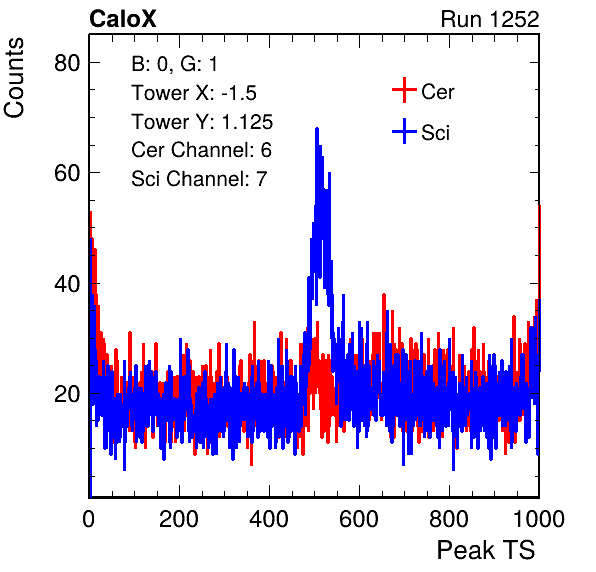 CaloX Run 1252
Counts
80
60
40
20
B: 0, G: 1
Tower X: -1.5
Tower Y: 1.125
Cer Channel: 6
Sci Channel: 7
Cer
Sci
0 200 400 600 800 1000
Peak TS